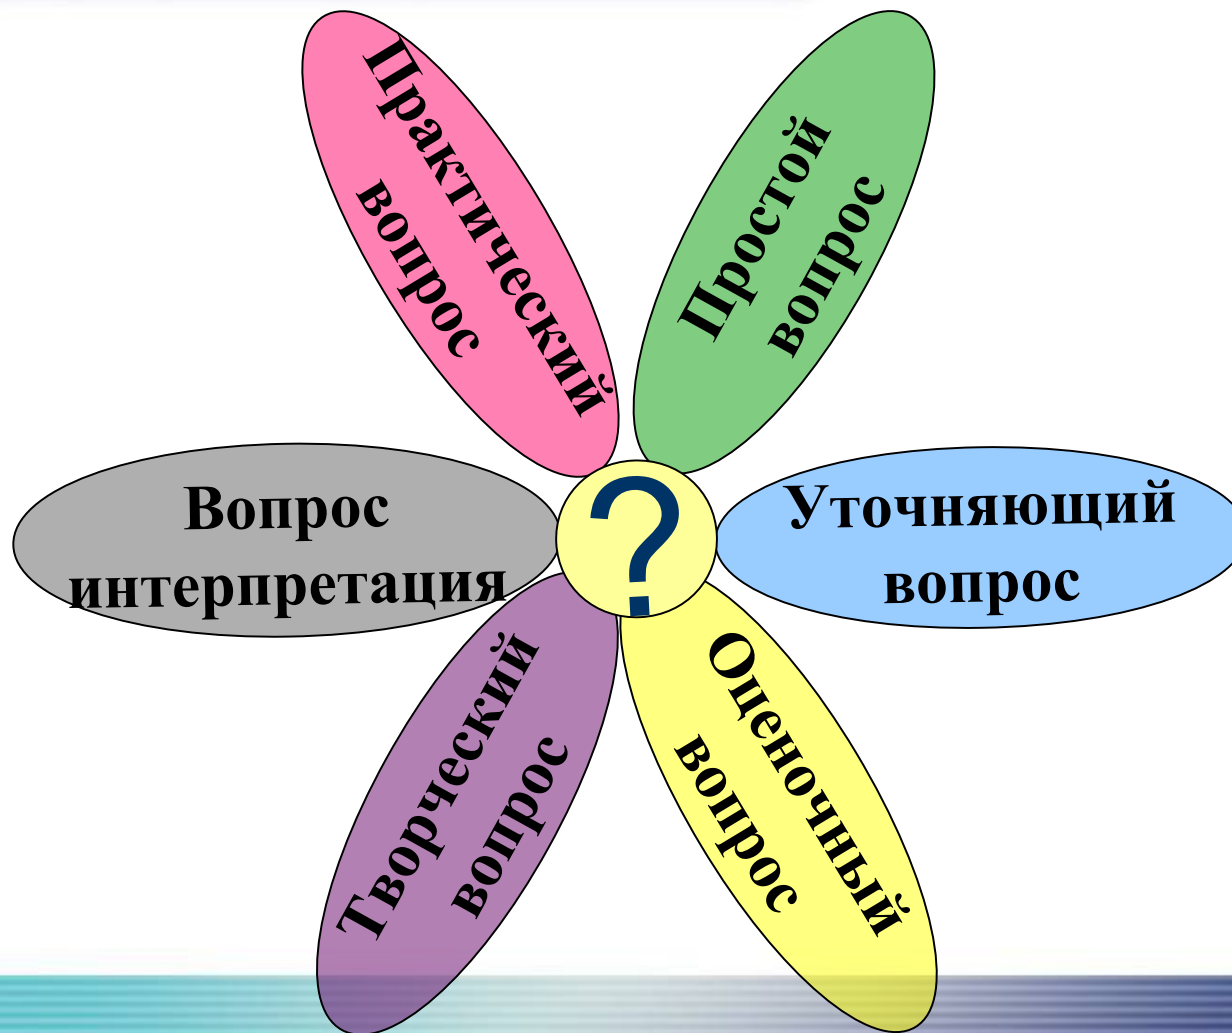 Практический
вопрос
Простой
вопрос
Вопрос
интерпретация
?
Уточняющий
вопрос
Творческий
вопрос
Оценочный
вопрос